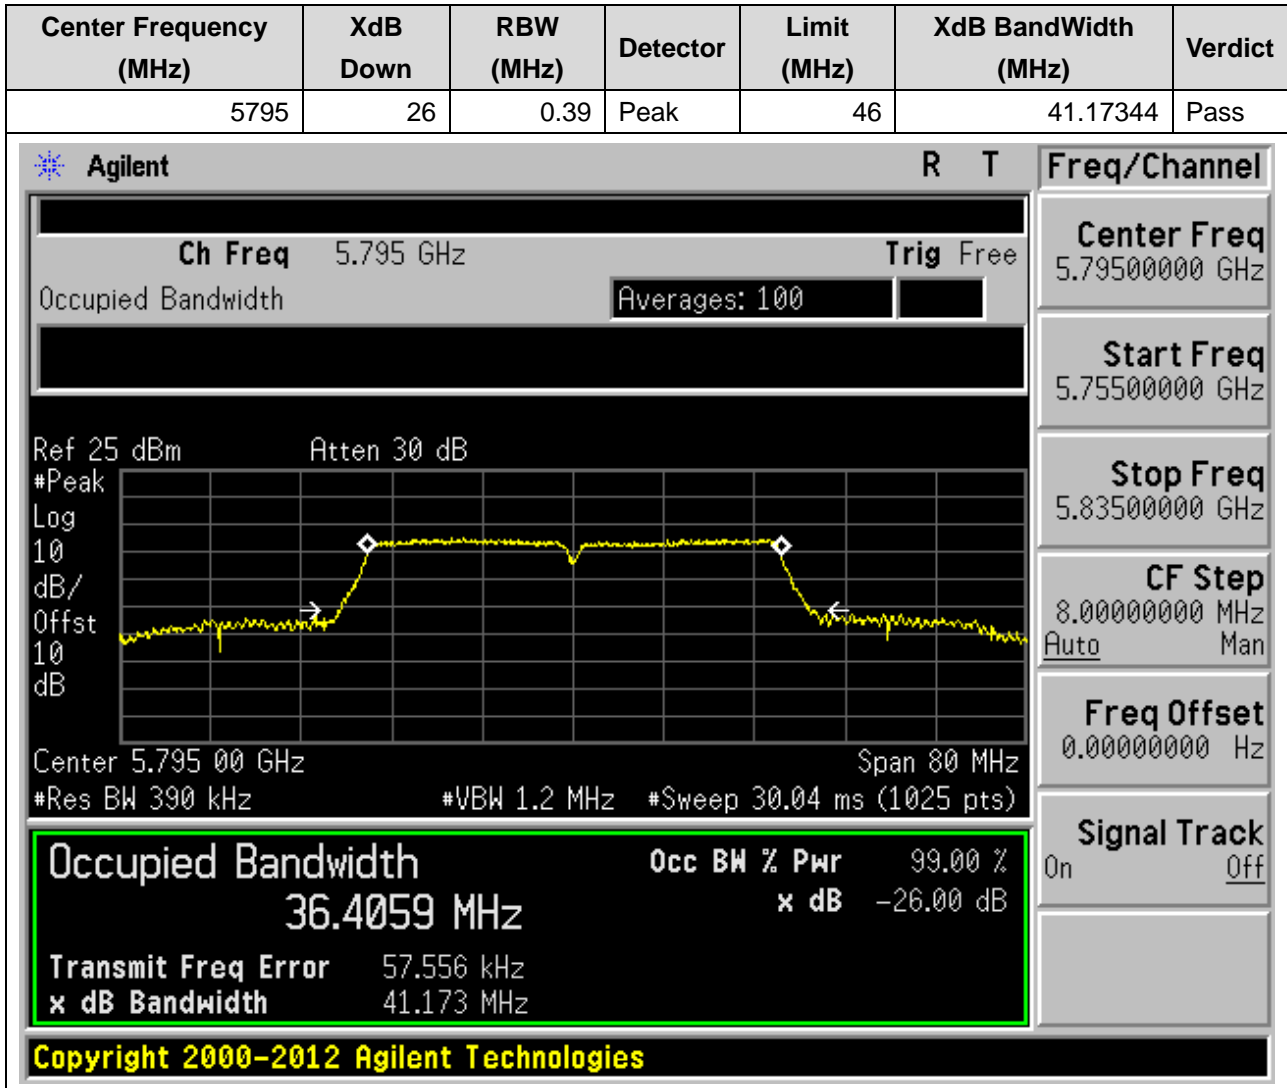 Center Frequency (MHz) XdB Down RBW (MHz) Detector Limit (MHz) XdB BandWidth (MHz) Verdict
5795 26 0.39 Peak 46 41.17344 Pass
Agilent R T
Ch Freq 5.795 GHz Trig Free
Occupied Bandwidth Averages: 100
Ref 25 dBm Atten 30 dB
#Peak
Log
10
dB/
Offst
10
dB
Center 5.795 00 GHz Span 80 MHz
#Res BW 390 kHz #VBW 1.2 MHz #Sweep 30.04 ms (1025 pts)
Occupied Bandwidth Occ BW % Pwr 99.00 %
36.4059 MHz x dB -26.00 dB
Transmit Freq Error 57.556 kHz
x dB Bandwidth 41.173 MHz
Copyright 2000-2012 Agilent Technologies
Freq/Channel
Center Freq
5.79500000 GHz
Start Freq
5.75500000 GHz
Stop Freq
5.83500000 GHz
CF Step
8.00000000 MHz
Auto Man
Freq Offset
0.00000000 Hz
Signal Track
On Off